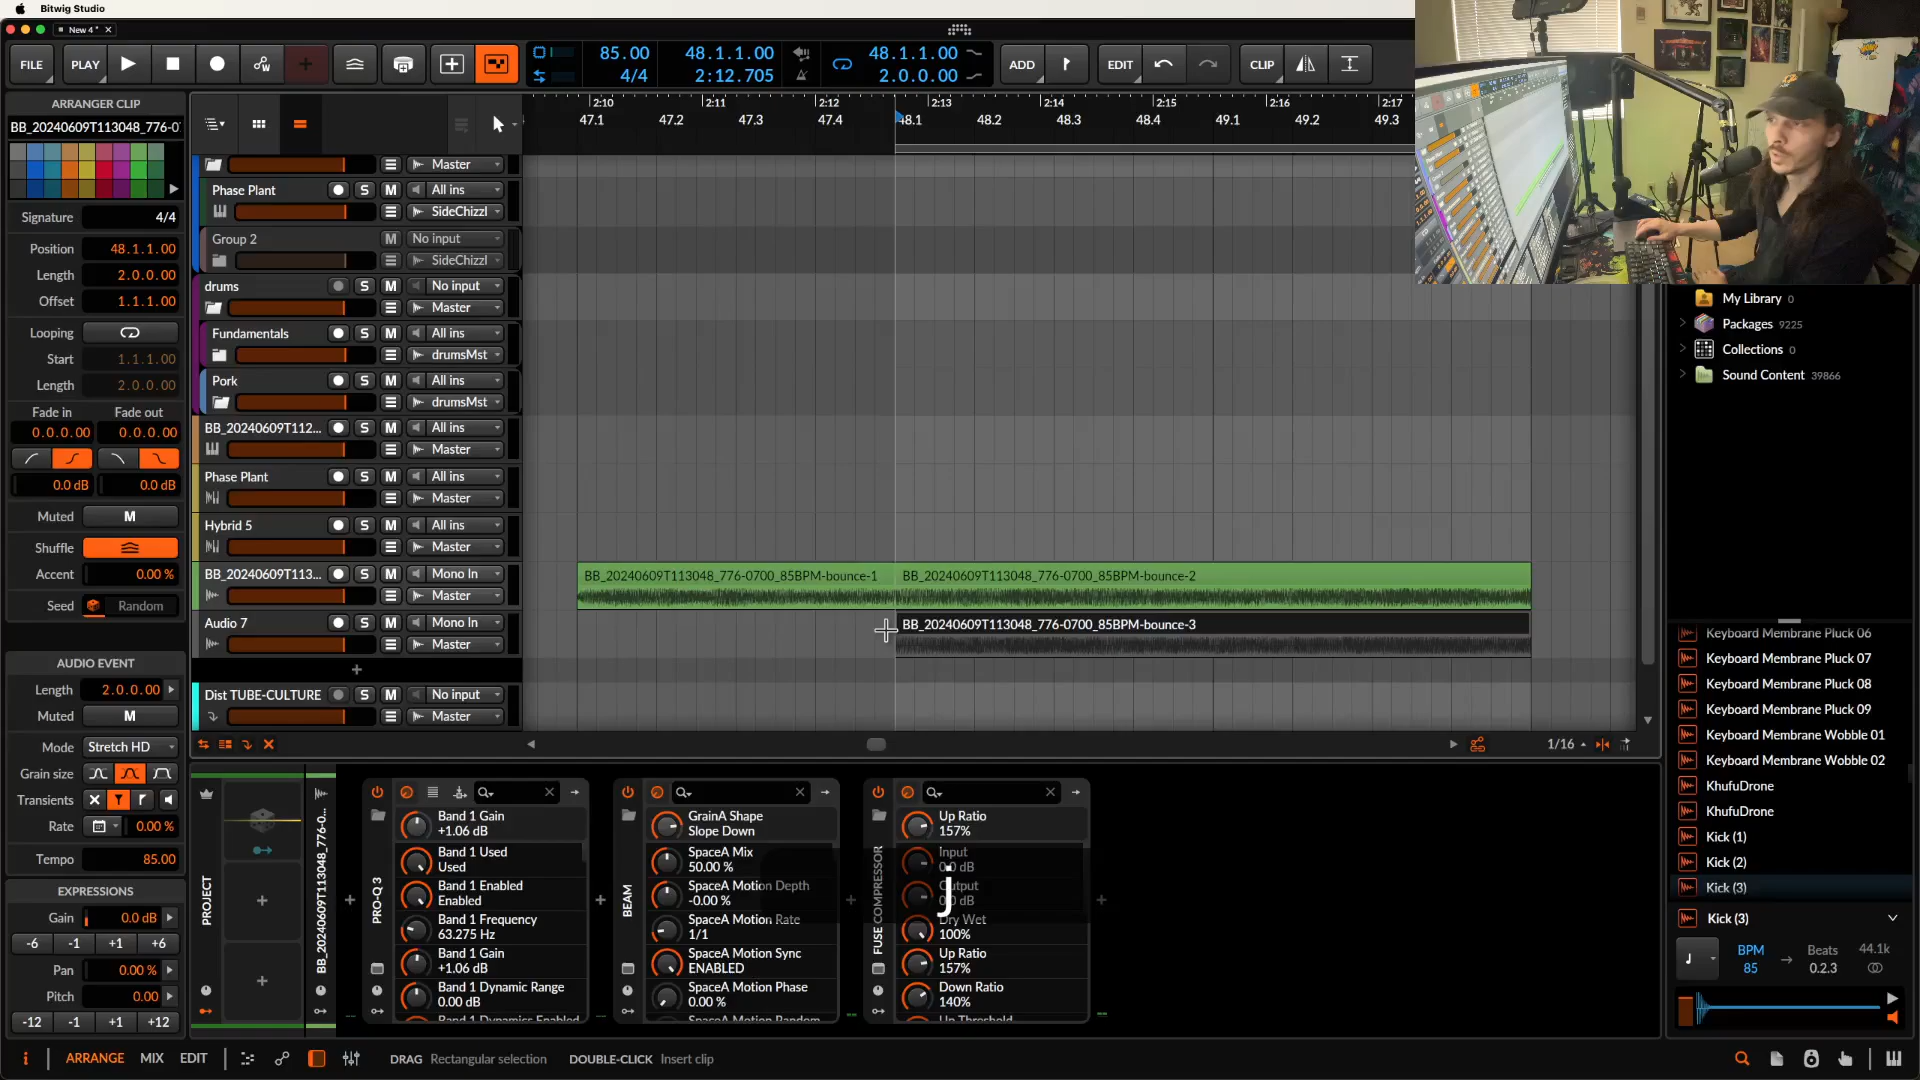 Bitwig Studio
New 4 *
FILE
PLAY
85.00
4/4
48.1.1.00
2:12.705
48.1.1.00
2.0.0.00
ADD
EDIT
CLIP
ARRANGER CLIP
BB_20240609T113048_776-0
Signature 4/4
Position 48.1.1.00
Length 2.0.0.00
Offset 1.1.1.00
Looping
Start 1.1.1.00
Length 2.0.0.00
Fade in Fade out
0.0.0.00 0.0.0.00
0.0 dB 0.0 dB
Muted M
Shuffle
Accent 0.00 %
Seed Random
AUDIO EVENT
Length 2.0.0.00
Muted M
Mode Stretch HD
Grain size
Transients
Rate 0.00 %
Tempo 85.00
EXPRESSIONS
Gain 0.0 dB
-6 -1 +1 +6
Pan 0.00 %
Pitch 0.00
-12 -1 +1 +12
2:10 2:11 2:12 2:13 2:14 2:15 2:16 2:17
47.1 47.2 47.3 47.4 48.1 48.2 48.3 48.4 49.1 49.2 49.3
Master
Phase Plant S M All ins
SideChizzl
Group 2 M No input
SideChizzl
drums S M No input
Master
Fundamentals S M All ins
drumsMst
Pork S M All ins
drumsMst
BB_20240609T112... S M All ins
Master
Phase Plant S M All ins
Master
Hybrid 5 S M All ins
Master
BB_20240609T113... S M Mono In
Master
Audio 7 S M Mono In
Master
Dist TUBE-CULTURE S M No input
Master
BB_20240609T113048_776-0700_85BPM-bounce-1
BB_20240609T113048_776-0700_85BPM-bounce-2
BB_20240609T113048_776-0700_85BPM-bounce-3
1/16
PROJECT
BB_20240609T113048_776-0...
PRO-Q 3
Band 1 Gain
+1.06 dB
Band 1 Used
Used
Band 1 Enabled
Enabled
Band 1 Frequency
63.275 Hz
Band 1 Gain
+1.06 dB
Band 1 Dynamic Range
0.00 dB
Band 1 Dynamics Enabled
BEAM
GrainA Shape
Slope Down
SpaceA Mix
50.00 %
SpaceA Motion Depth
-0.00 %
SpaceA Motion Rate
1/1
SpaceA Motion Sync
ENABLED
SpaceA Motion Phase
0.00 %
SpaceA Motion Random
FUSE COMPRESSOR
Up Ratio
157%
Input
0.0 dB
Output
0.0 dB
Dry Wet
100%
Up Ratio
157%
Down Ratio
140%
Up Threshold
j
My Library 0
Packages 9225
Collections 0
Sound Content 39866
Keyboard Membrane Pluck 06
Keyboard Membrane Pluck 07
Keyboard Membrane Pluck 08
Keyboard Membrane Pluck 09
Keyboard Membrane Wobble 01
Keyboard Membrane Wobble 02
KhufuDrone
KhufuDrone
Kick (1)
Kick (2)
Kick (3)
Kick (3)
BPM Beats 44.1k
85 0.2.3
i ARRANGE MIX EDIT
DRAG Rectangular selection DOUBLE-CLICK Insert clip